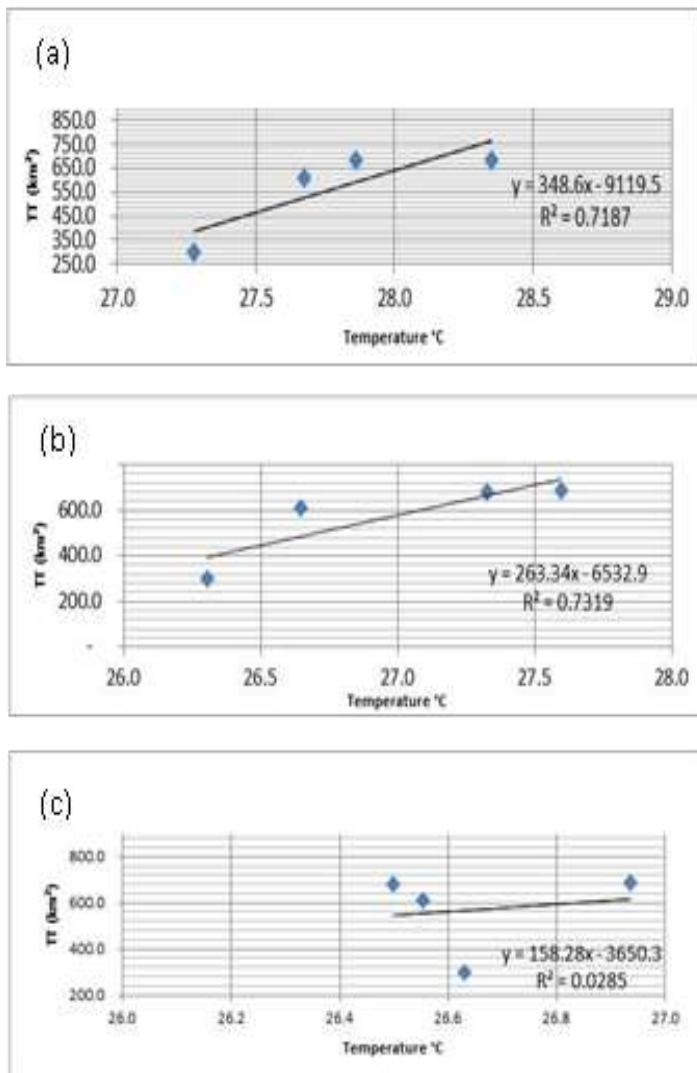 (a)
TT (km²)
850.0
750.0
650.0
550.0
450.0
350.0
250.0
y = 348.6x - 9119.5
R² = 0.7187
27.0 27.5 28.0 28.5 29.0
Temperature °C
(b)
TT (km²)
600.0
400.0
200.0
-
y = 263.34x - 6532.9
R² = 0.7319
26.0 26.5 27.0 27.5 28.0
Temperature °C
(c)
TT (km²)
800.0
600.0
400.0
200.0
y = 158.28x - 3650.3
R² = 0.0285
26.0 26.2 26.4 26.6 26.8 27.0
Temperature °C